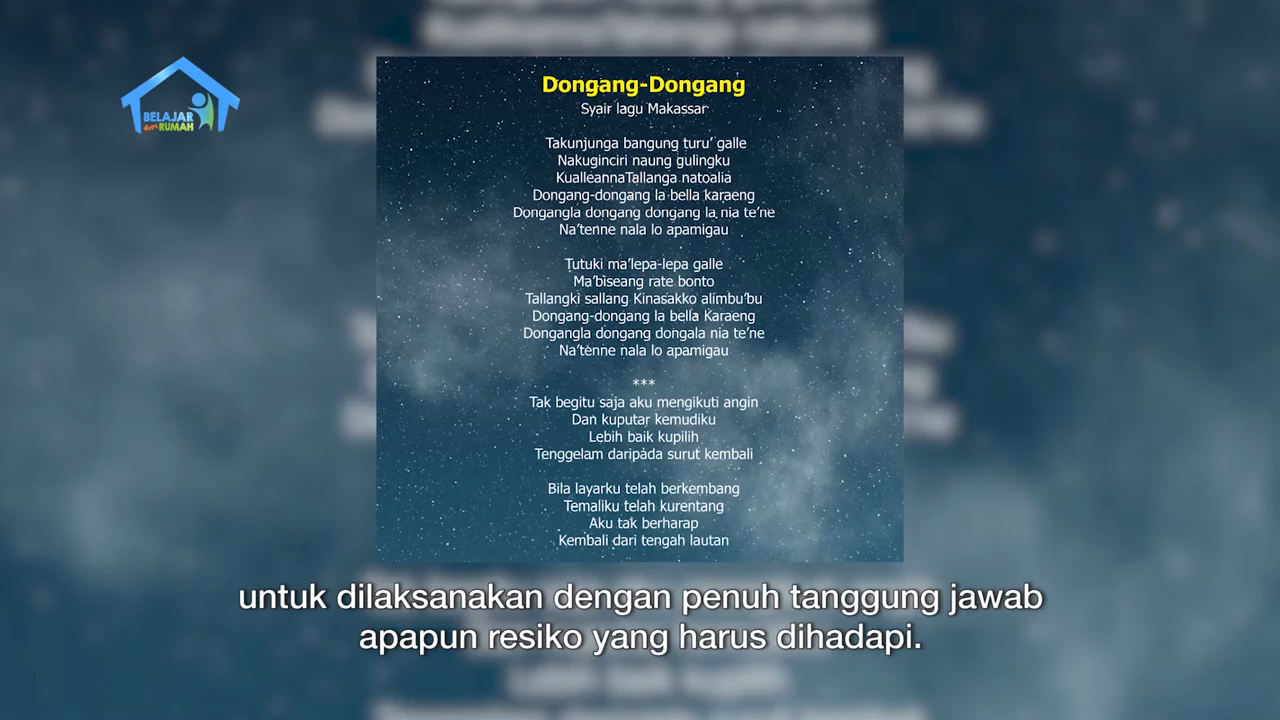 BELAJAR
dari RUMAH
Dongang-Dongang
Syair lagu Makassar
Takunjunga bangung turu' galle
Nakuginciri naung gulingku
KualleannaTallanga natoalia
Dongang-dongang la bella karaeng
Dongangla dongang dongang la nia te'ne
Na'tenne nala lo apamigau
Tutuki ma'lepa-lepa galle
Ma'biseang rate bonto
Tallangki sallang Kinasakko alimbu'bu
Dongang-dongang la bella Karaeng
Dongangla dongang dongala nia te'ne
Na'tenne nala lo apamigau
***
Tak begitu saja aku mengikuti angin
Dan kuputar kemudiku
Lebih baik kupilih
Tenggelam daripada surut kembali
Bila layarku telah berkembang
Temaliku telah kurentang
Aku tak berharap
Kembali dari tengah lautan
untuk dilaksanakan dengan penuh tanggung jawab
apapun resiko yang harus dihadapi.